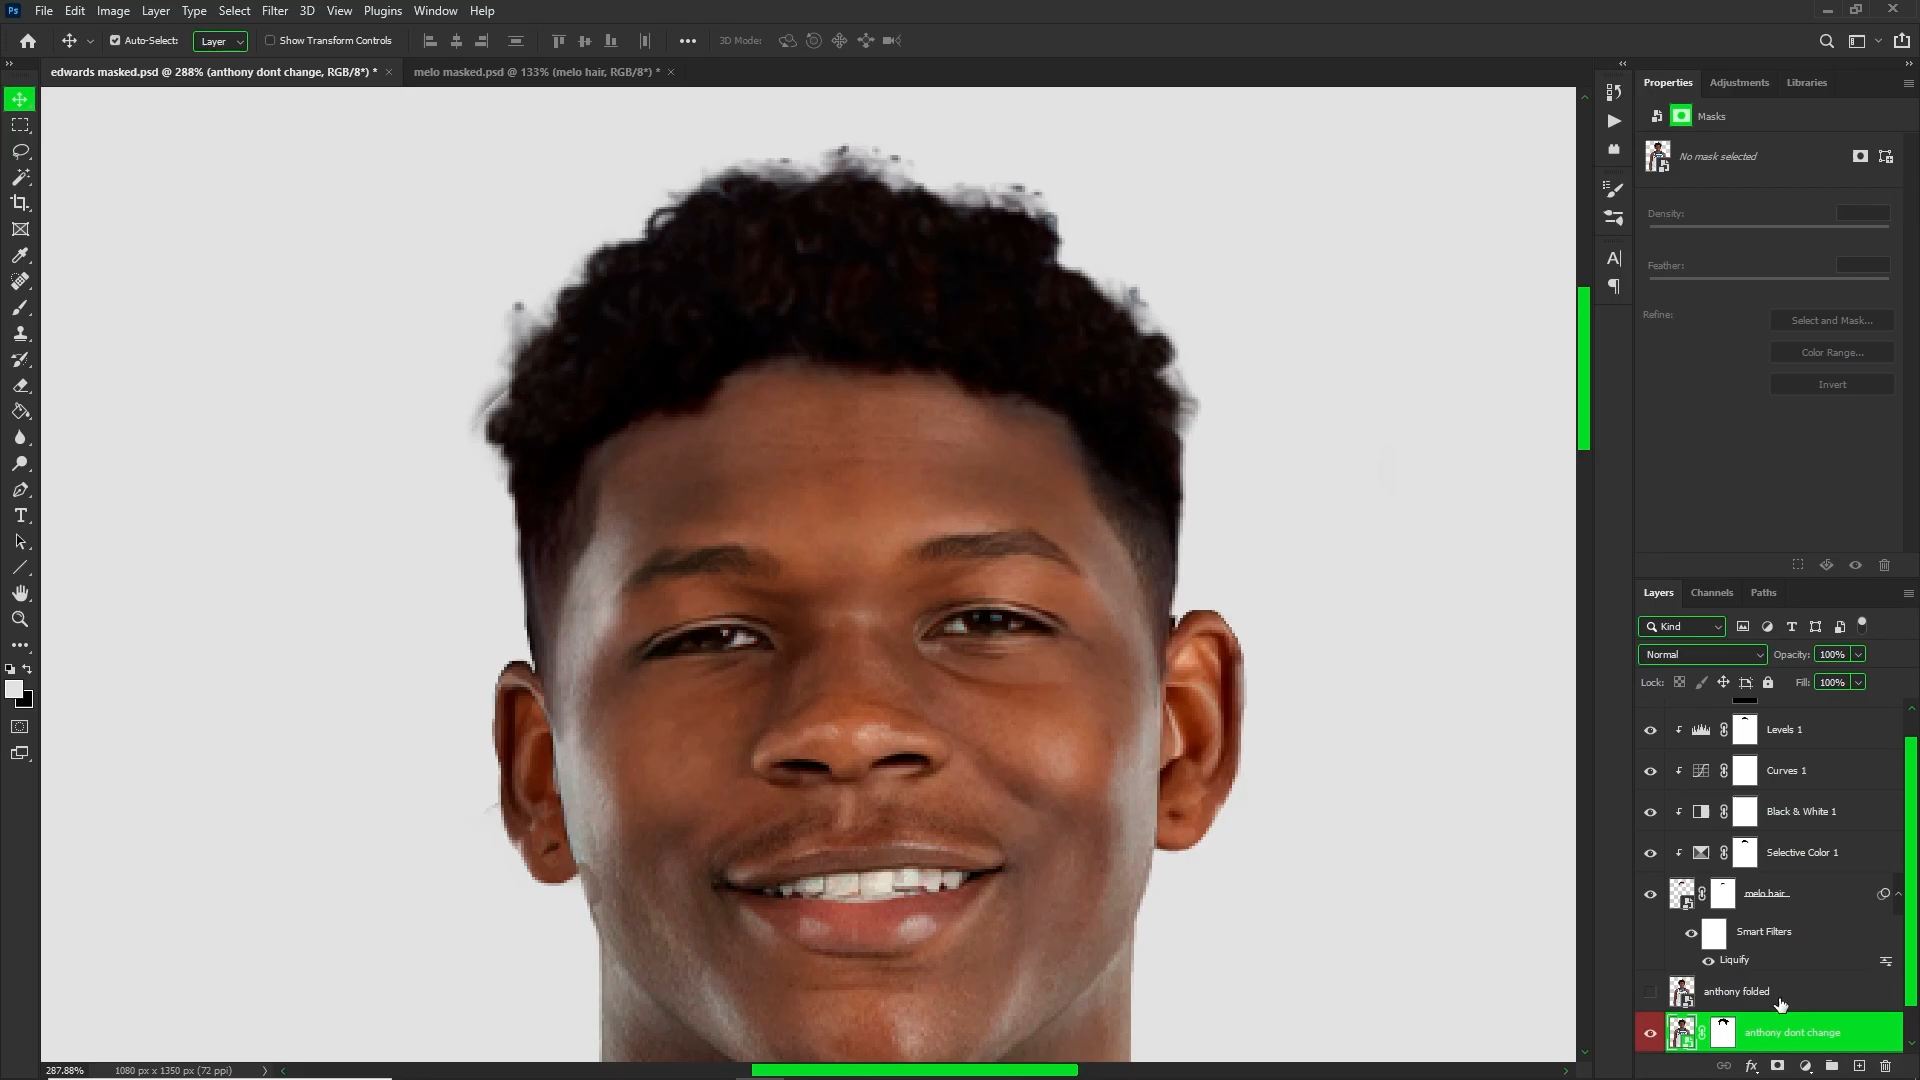 Ps File Edit Image Layer Type Select Filter 3D View Plugins Window Help
Auto-Select: Layer Show Transform Controls 3D Mode:
edwards masked.psd @ 288% (anthony dont change, RGB/8*) * × melo masked.psd @ 133% (melo hair, RGB/8*) * ×
Properties Adjustments Libraries
Masks
No mask selected
Density:
Feather:
Refine: Select and Mask...
Color Range...
Invert
Layers Channels Paths
Kind
Normal Opacity: 100%
Lock: Fill: 100%
Levels 1
Curves 1
Black & White 1
Selective Color 1
melo hair
Smart Filters
Liquify
anthony folded
anthony dont change
287.88% 1080 px x 1350 px (72 ppi)